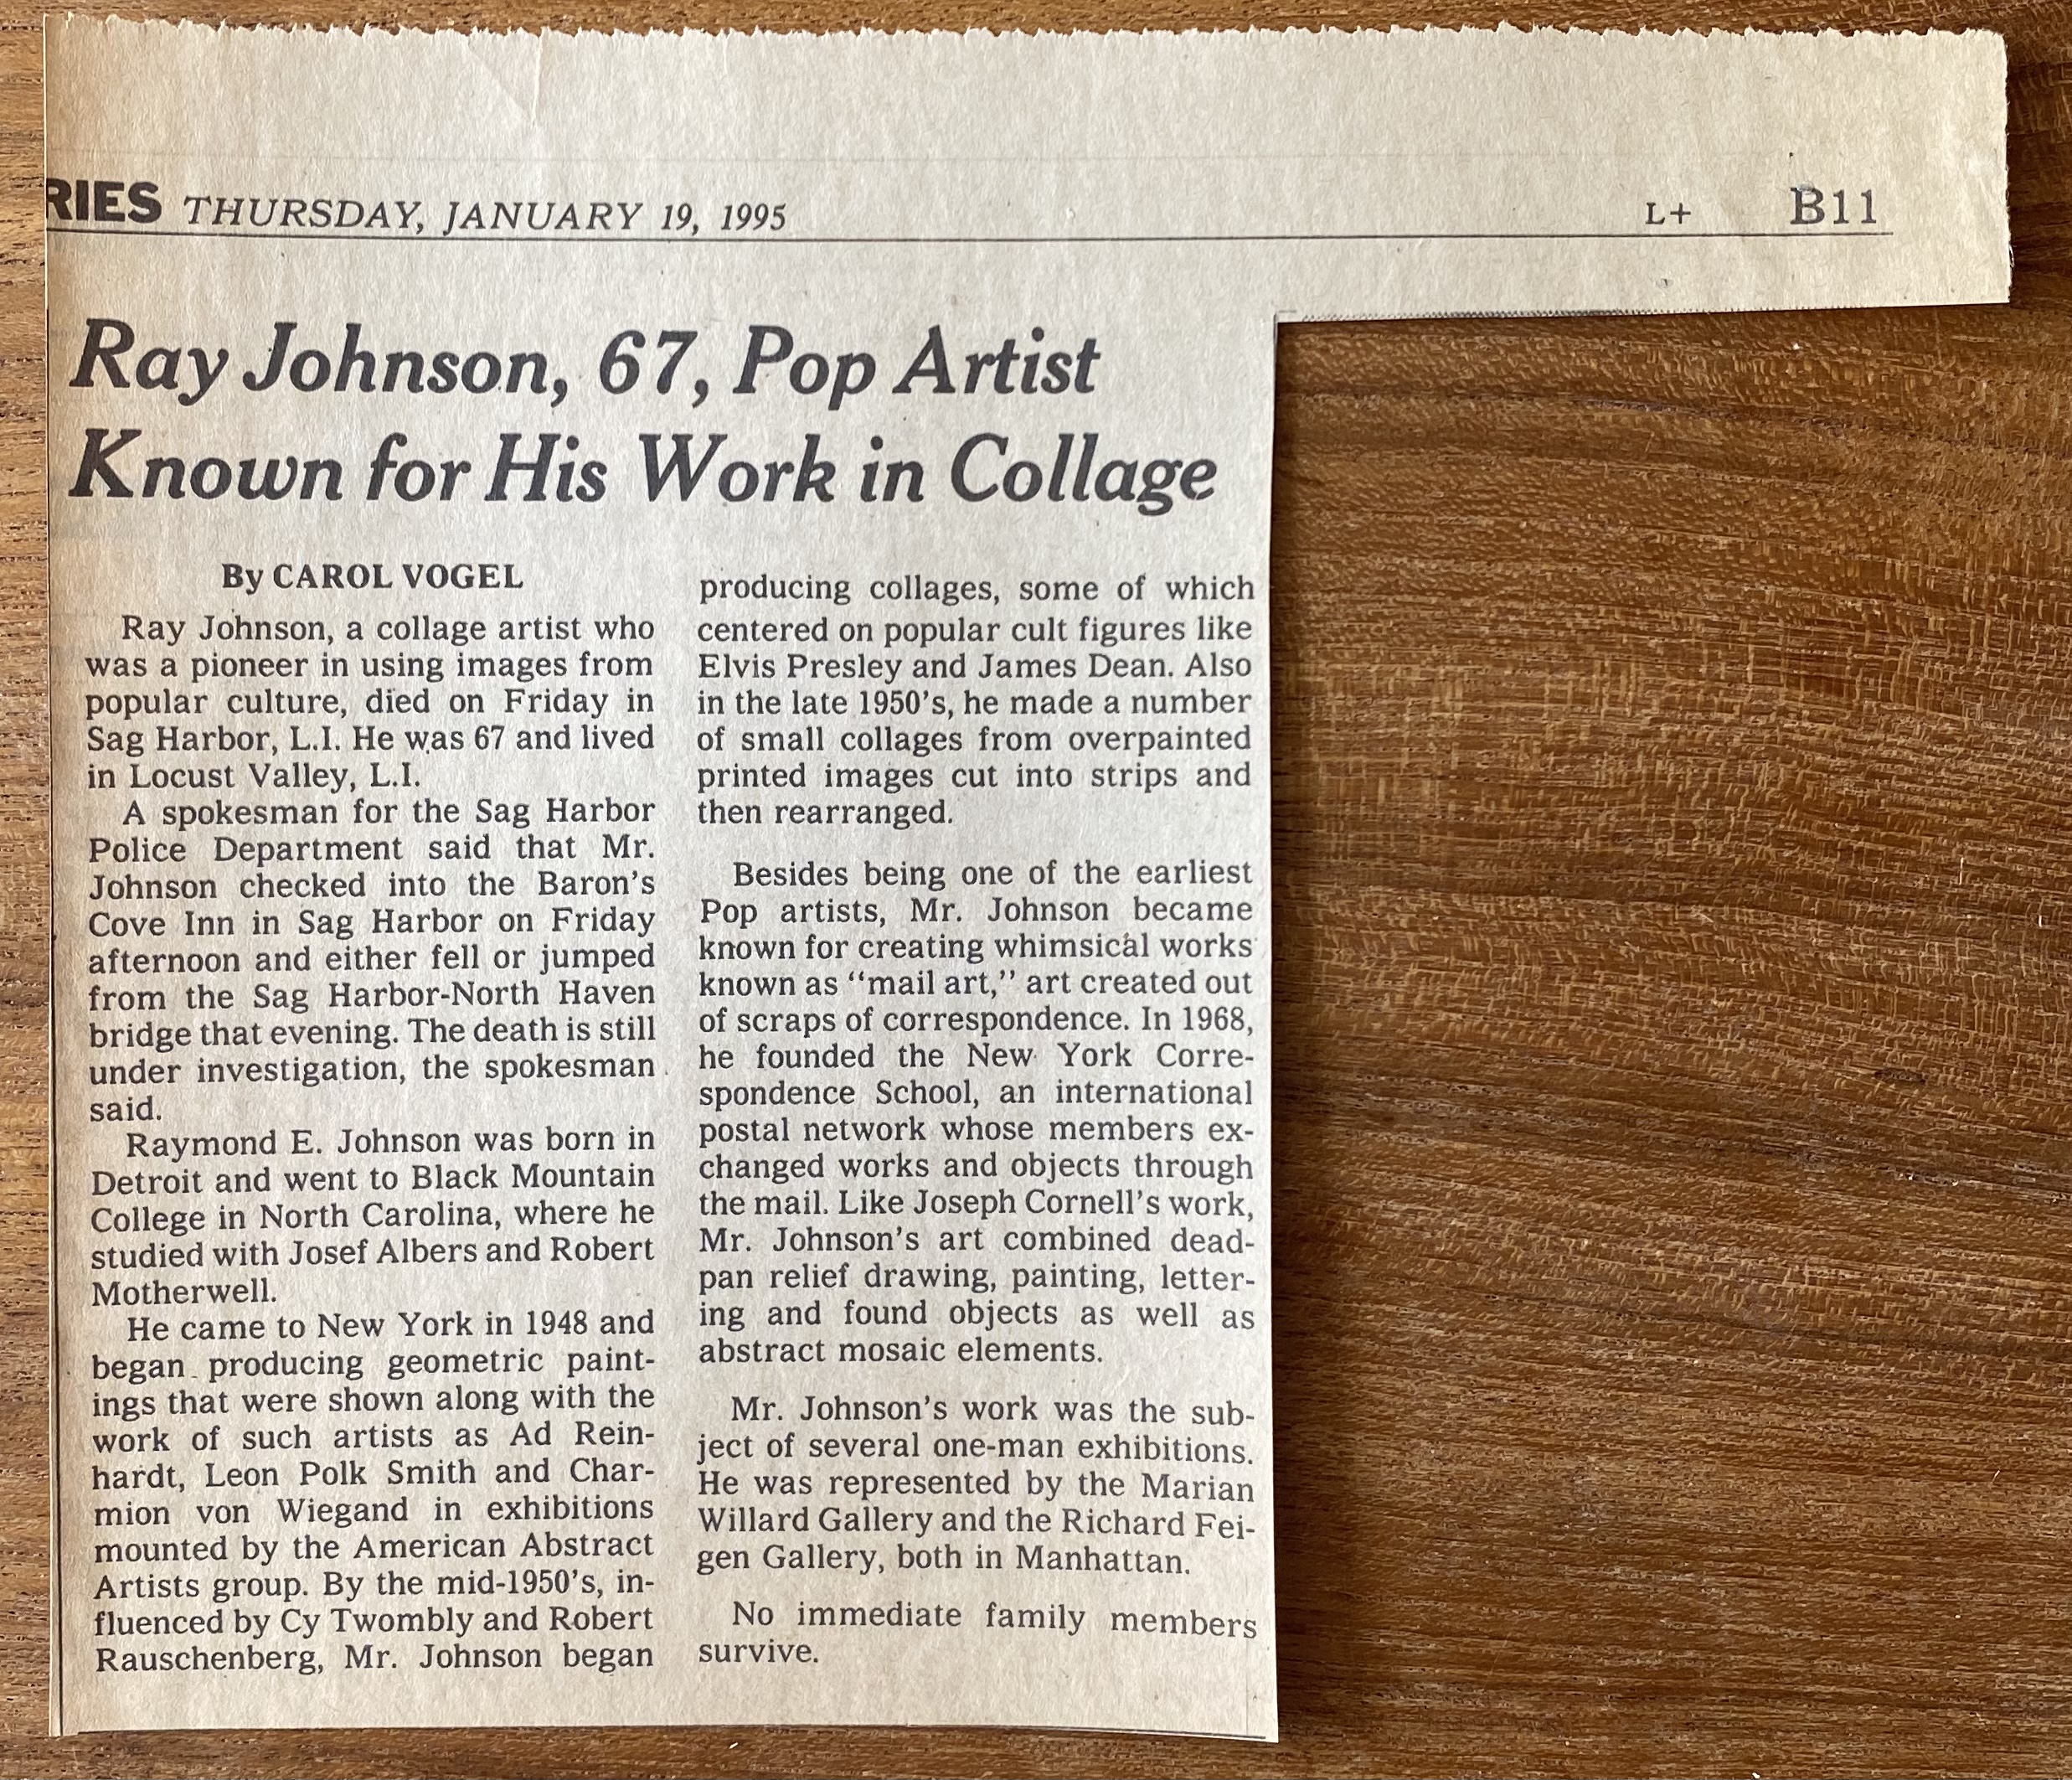 RIES THURSDAY, JANUARY 19, 1995 L+ B11
Ray Johnson, 67, Pop Artist
Known for His Work in Collage
By CAROL VOGEL
Ray Johnson, a collage artist who
was a pioneer in using images from
popular culture, died on Friday in
Sag Harbor, L.I. He was 67 and lived
in Locust Valley, L.I.
A spokesman for the Sag Harbor
Police Department said that Mr.
Johnson checked into the Baron's
Cove Inn in Sag Harbor on Friday
afternoon and either fell or jumped
from the Sag Harbor-North Haven
bridge that evening. The death is still
under investigation, the spokesman
said.
Raymond E. Johnson was born in
Detroit and went to Black Mountain
College in North Carolina, where he
studied with Josef Albers and Robert
Motherwell.
He came to New York in 1948 and
began producing geometric paint-
ings that were shown along with the
work of such artists as Ad Rein-
hardt, Leon Polk Smith and Char-
mion von Wiegand in exhibitions
mounted by the American Abstract
Artists group. By the mid-1950's, in-
fluenced by Cy Twombly and Robert
Rauschenberg, Mr. Johnson began
producing collages, some of which
centered on popular cult figures like
Elvis Presley and James Dean. Also
in the late 1950's, he made a number
of small collages from overpainted
printed images cut into strips and
then rearranged.
Besides being one of the earliest
Pop artists, Mr. Johnson became
known for creating whimsical works
known as "mail art," art created out
of scraps of correspondence. In 1968,
he founded the New York Corre-
spondence School, an international
postal network whose members ex-
changed works and objects through
the mail. Like Joseph Cornell's work,
Mr. Johnson's art combined dead-
pan relief drawing, painting, letter-
ing and found objects as well as
abstract mosaic elements.
Mr. Johnson's work was the sub-
ject of several one-man exhibitions.
He was represented by the Marian
Willard Gallery and the Richard Fei-
gen Gallery, both in Manhattan.
No immediate family members
survive.